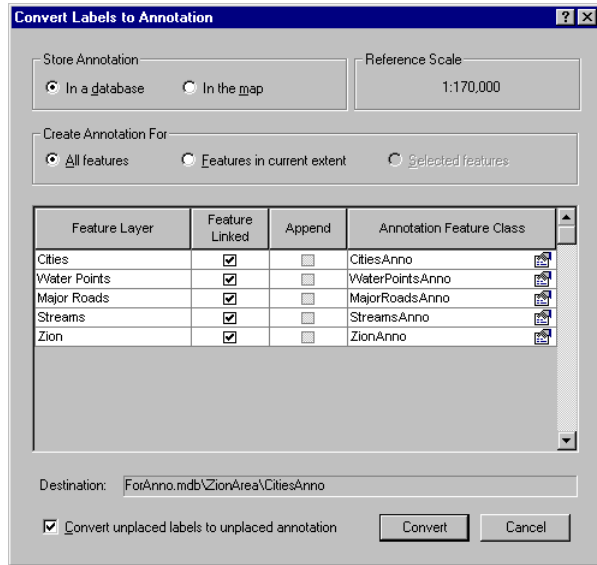 Convert Labels to Annotation
Store Annotation
In a database
In the map
Reference Scale
1:170,000
Create Annotation For
All features
Features in current extent
Selected features
Feature Layer
Feature Linked
Append
Annotation Feature Class
Cities
CitiesAnno
Water Points
WaterPointsAnno
Major Roads
MajorRoadsAnno
Streams
StreamsAnno
Zion
ZionAnno
Destination:
ForAnno.mdb\ZionArea\CitiesAnno
Convert unplaced labels to unplaced annotation
Convert
Cancel